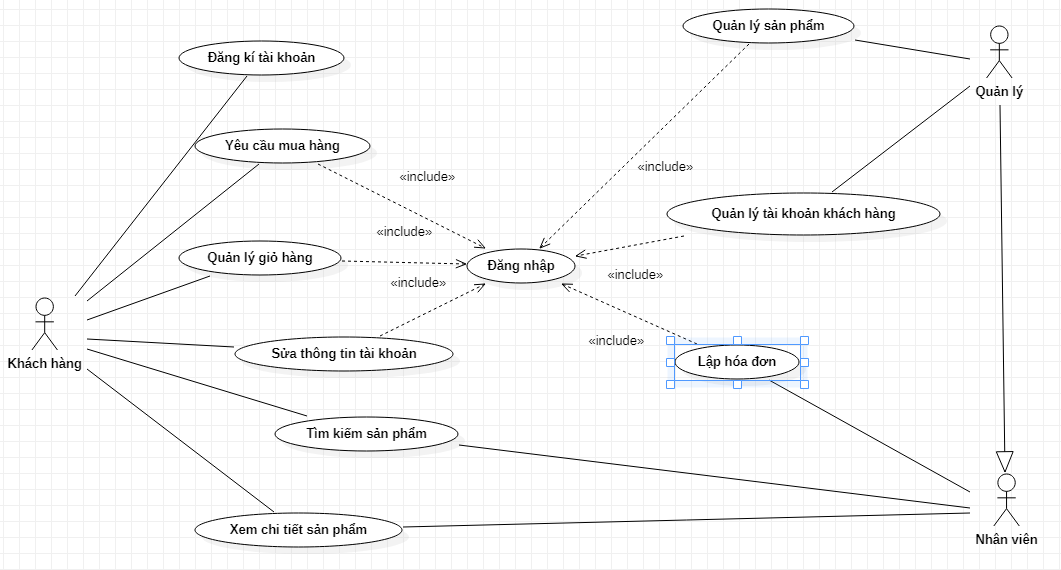 Quản lý sản phẩm
Đăng kí tài khoản
Quản lý
Yêu cầu mua hàng
«include»
«include»
Quản lý tài khoản khách hàng
«include»
Quản lý giỏ hàng
Đăng nhập
«include»
«include»
«include»
Sửa thông tin tài khoản
Lập hóa đơn
Khách hàng
Tìm kiếm sản phẩm
Xem chi tiết sản phẩm
Nhân viên